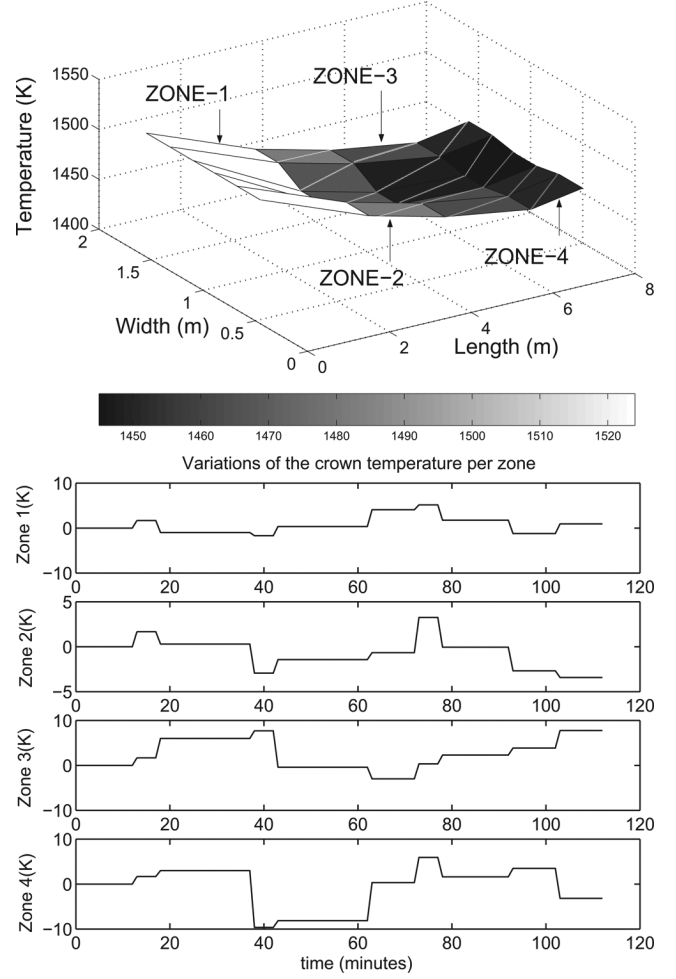 1550
ZONE−3
ZONE−1
1500
Temperature (K)
1450
1400
2
ZONE−4
1.5
ZONE−2
8
1
6
Width (m)
0.5
4
Length (m)
2
0
0
1450 1460 1470 1480 1490 1500 1510 1520
Variations of the crown temperature per zone
10
Zone 1(K)
0
−10
0 20 40 60 80 100 120
5
Zone 2(K)
0
−5
0 20 40 60 80 100 120
10
Zone 3(K)
0
−10
0 20 40 60 80 100 120
10
Zone 4(K)
0
−10
0 20 40 60 80 100 120
time (minutes)